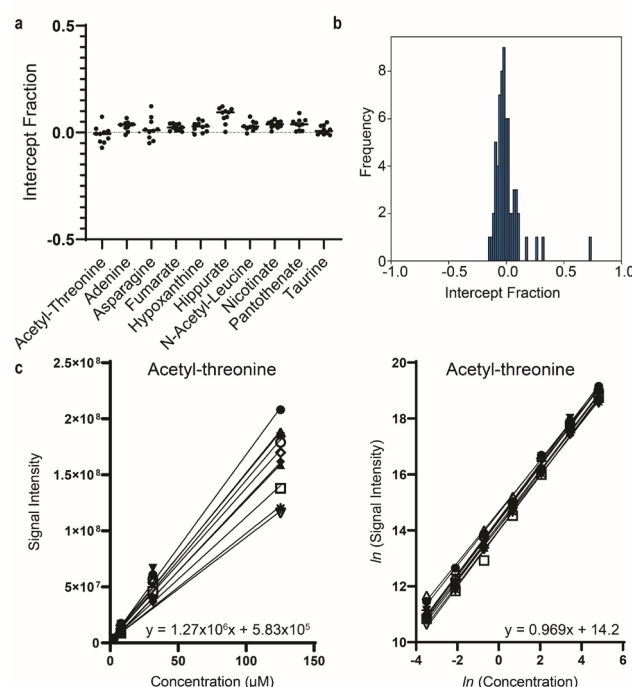 a
0.5
0.0
-0.5
Intercept Fraction
Acetyl-Threonine
Adenine
Asparagine
Fumarate
Hypoxanthine
Hippurate
N-Acetyl-Leucine
Nicotinate
Pantothenate
Taurine
b
8
6
4
2
0
Frequency
-1.0 -0.5 0.0 0.5 1.0
Intercept Fraction
c
Acetyl-threonine
2.5×10⁸
2×10⁸
1.5×10⁸
1×10⁸
5×10⁷
Signal Intensity
y = 1.27x10⁶x + 5.83x10⁵
0 50 100 150
Concentration (µM)
Acetyl-threonine
20
18
16
14
12
10
ln (Signal Intensity)
y = 0.969x + 14.2
-4 -2 0 2 4 6
ln (Concentration)